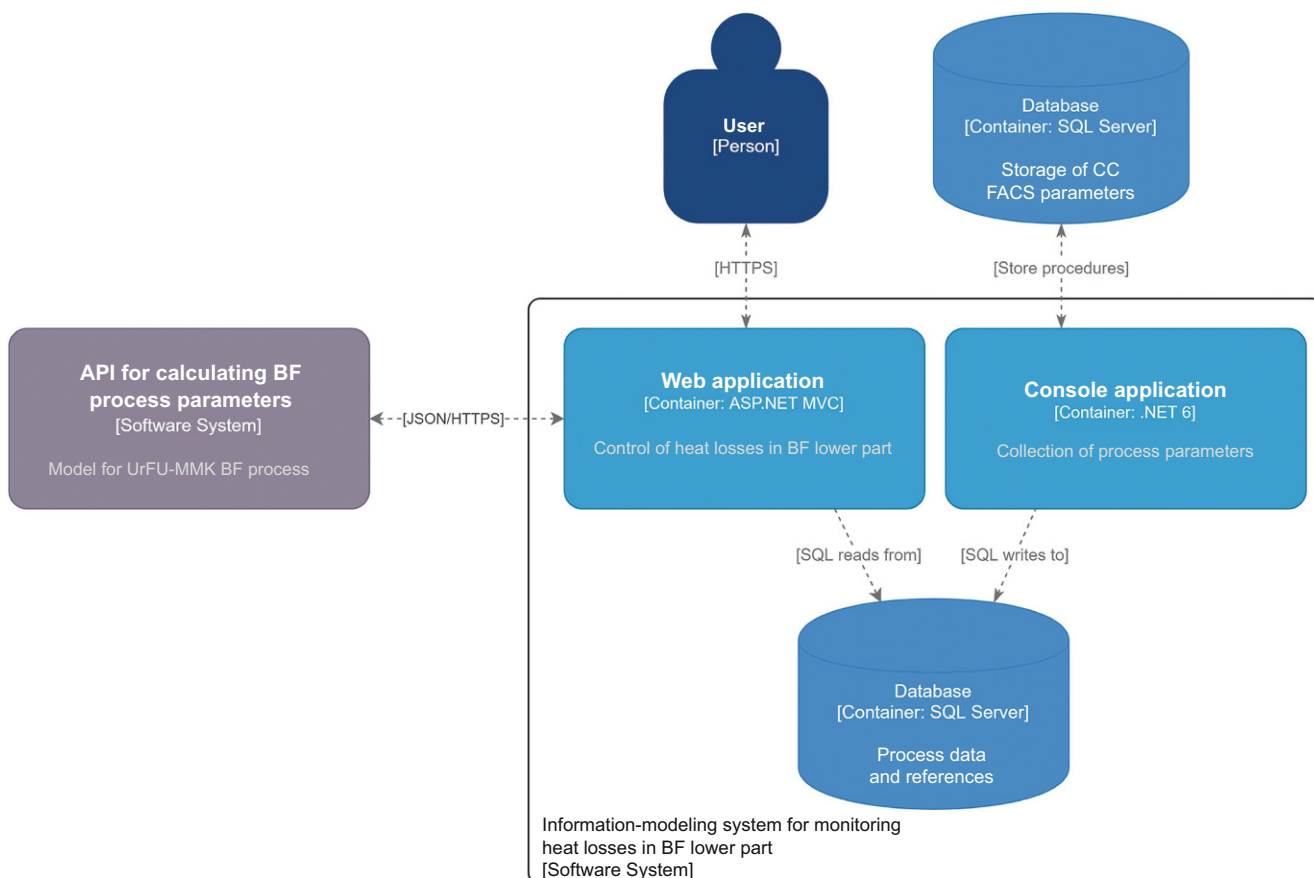 User
[Person]
Database
[Container: SQL Server]
Storage of CC
FACS parameters
[HTTPS]
[Store procedures]
API for calculating BF
process parameters
[Software System]
Model for UrFU-MMK BF process
[JSON/HTTPS]
Web application
[Container: ASP.NET MVC]
Control of heat losses in BF lower part
Console application
[Container: .NET 6]
Collection of process parameters
[SQL reads from]
[SQL writes to]
Database
[Container: SQL Server]
Process data
and references
Information-modeling system for monitoring
heat losses in BF lower part
[Software System]